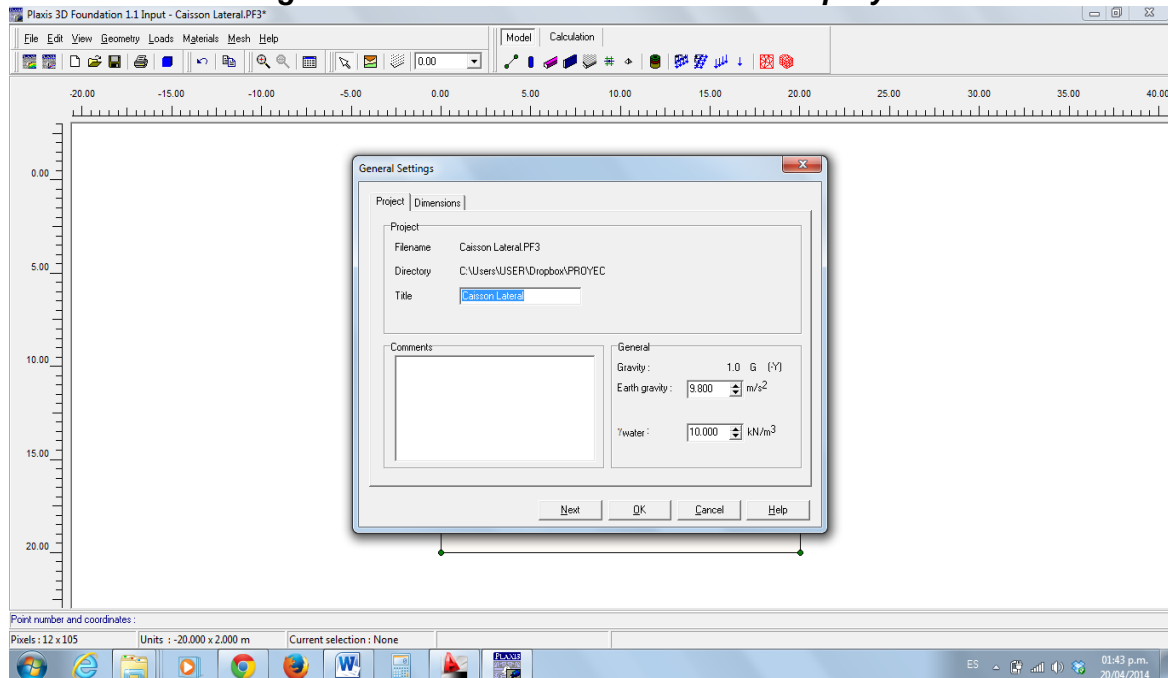 Plaxis 3D Foundation 1.1 Input - Caisson Lateral.PF3*
File Edit View Geometry Loads Materials Mesh Help
Model Calculation
0.00
-20.00 -15.00 -10.00 -5.00 0.00 5.00 10.00 15.00 20.00 25.00 30.00 35.00 40.00
0.00
5.00
10.00
15.00
20.00
General Settings
Project Dimensions
Project
Filename Caisson Lateral.PF3
Directory C:\Users\USER\Dropbox\PROYEC
Title Caisson Lateral
Comments
General
Gravity : 1.0 G (-Y)
Earth gravity : 9.800 m/s2
γwater : 10.000 kN/m3
Next OK Cancel Help
Point number and coordinates :
Pixels : 12 x 105 Units : -20.000 x 2.000 m Current selection : None
PLAXIS
ES 01:43 p.m.
20/04/2014